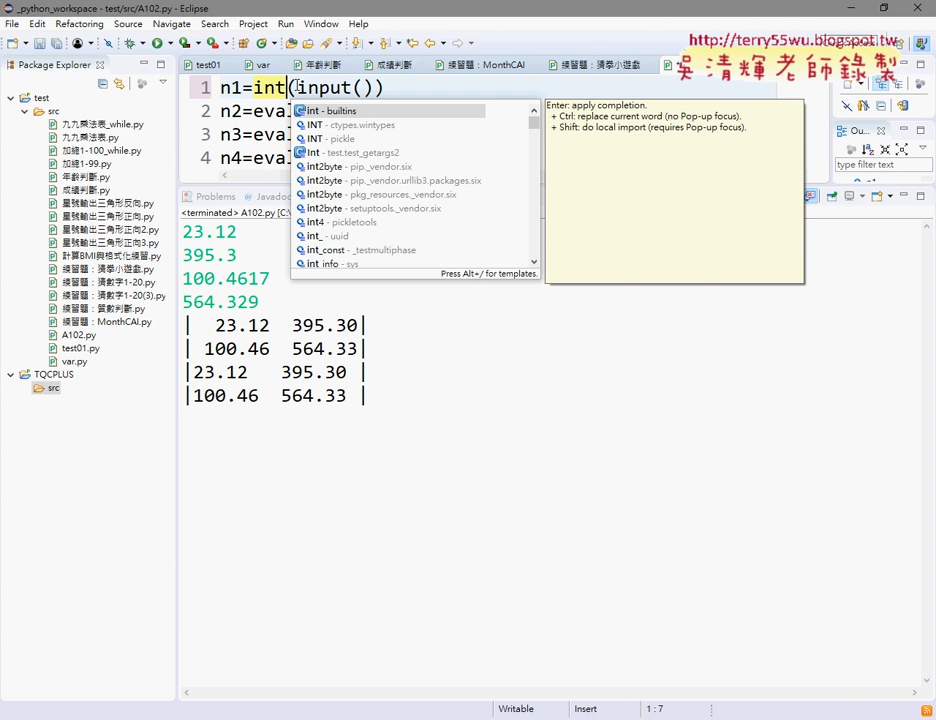 _python_workspace - test/src/A102.py - Eclipse
File Edit Refactoring Source Navigate Search Project Run Window Help
http://terry55wu.blogspot.tw
吳清輝老師錄製
Package Explorer
test01
var
年齡判斷
成績判斷
練習題：MonthCAI
練習題：猜學小遊戲
test
src
九九乘法表_while.py
九九乘法表.py
加總1-100_while.py
加總1-99.py
年齡判斷.py
成績判斷.py
星號輸出三角形反向.py
星號輸出三角形正向.py
星號輸出三角形正向2.py
星號輸出三角形正向3.py
計算BMI與格式化練習.py
練習題：猜學小遊戲.py
練習題：猜數字1-20.py
練習題：猜數字1-20(3).py
練習題：質數判斷.py
練習題：MonthCAI.py
A102.py
test01.py
var.py
TQCPLUS
src
1 n1=int(input())
2 n2=eval
3 n3=eval
4 n4=eval
int - builtins
INT - ctypes.wintypes
INT - pickle
Int - test.test_getargs2
int2byte - pip._vendor.six
int2byte - pip._vendor.urllib3.packages.six
int2byte - pkg_resources._vendor.six
int2byte - setuptools._vendor.six
int4 - pickletools
int_ - uuid
int_const - _testmultiphase
int_info - sys
Press Alt+/ for templates.
Enter: apply completion.
+ Ctrl: replace current word (no Pop-up focus).
+ Shift: do local import (requires Pop-up focus).
Ou...
type filter text
Problems
Javadoc
<terminated> A102.py [C:\
23.12
395.3
100.4617
564.329
|  23.12  395.30|
| 100.46  564.33|
|23.12   395.30 |
|100.46  564.33 |
Writable
Insert
1 : 7